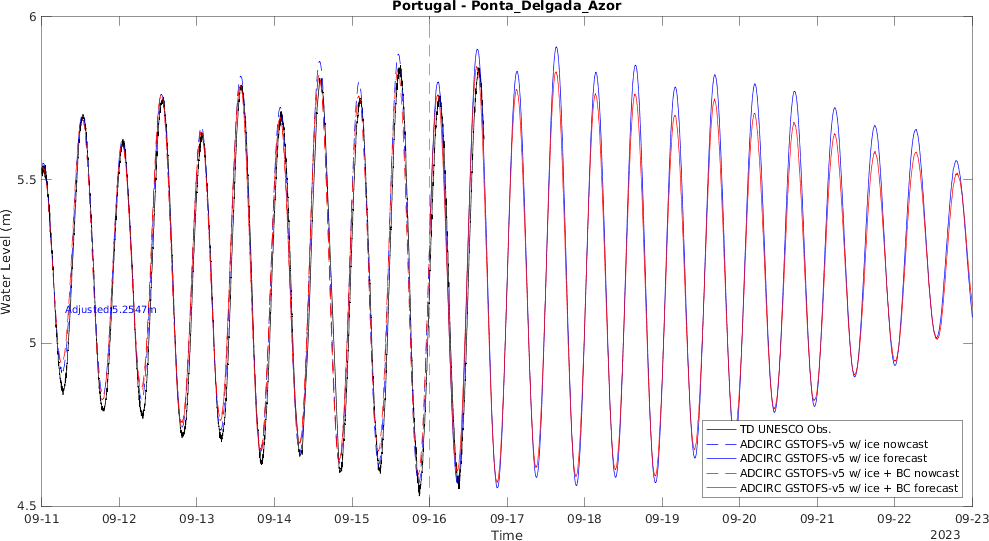 Portugal - Ponta_Delgada_Azor
6
5.5
5
4.5
Water Level (m)
Adjusted:5.2547m
TD UNESCO Obs.
ADCIRC GSTOFS-v5 w/ ice nowcast
ADCIRC GSTOFS-v5 w/ ice forecast
ADCIRC GSTOFS-v5 w/ ice + BC nowcast
ADCIRC GSTOFS-v5 w/ ice + BC forecast
09-11 09-12 09-13 09-14 09-15 09-16 09-17 09-18 09-19 09-20 09-21 09-22 09-23
Time
2023